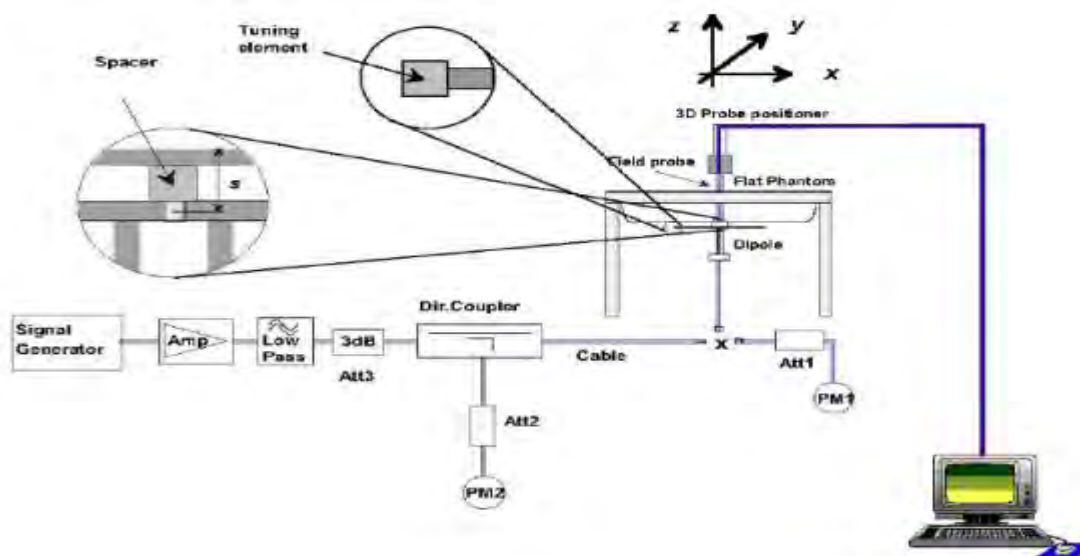 Tuning
element
Spacer
z
y
x
3D Probe positioner
Field probe
Flat Phantom
s
Dipole
Dir.Coupler
Signal
Generator
Amp
Low
Pass
3dB
Att3
Cable
x
Att1
PM1
Att2
PM2